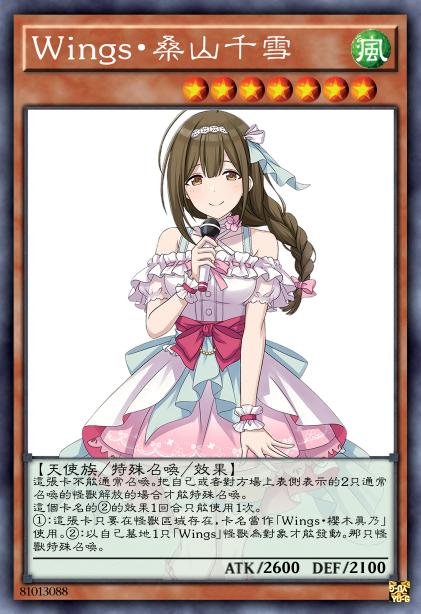 Wings・桑山千雪
風
【天使族／特殊召喚／效果】
這張卡不能通常召喚。把自己或者對方場上表側表示的2只通常
召喚的怪獸解放的場合才能特殊召喚。
這個卡名的②的效果1回合只能使用1次。
①：這張卡只要在怪獸區域存在，卡名當作「Wings・櫻木真乃」
使用。②：以自己墓地1只「Wings」怪獸為對象才能發動。那只怪
獸特殊召喚。
ATK/2600 DEF/2100
81013088